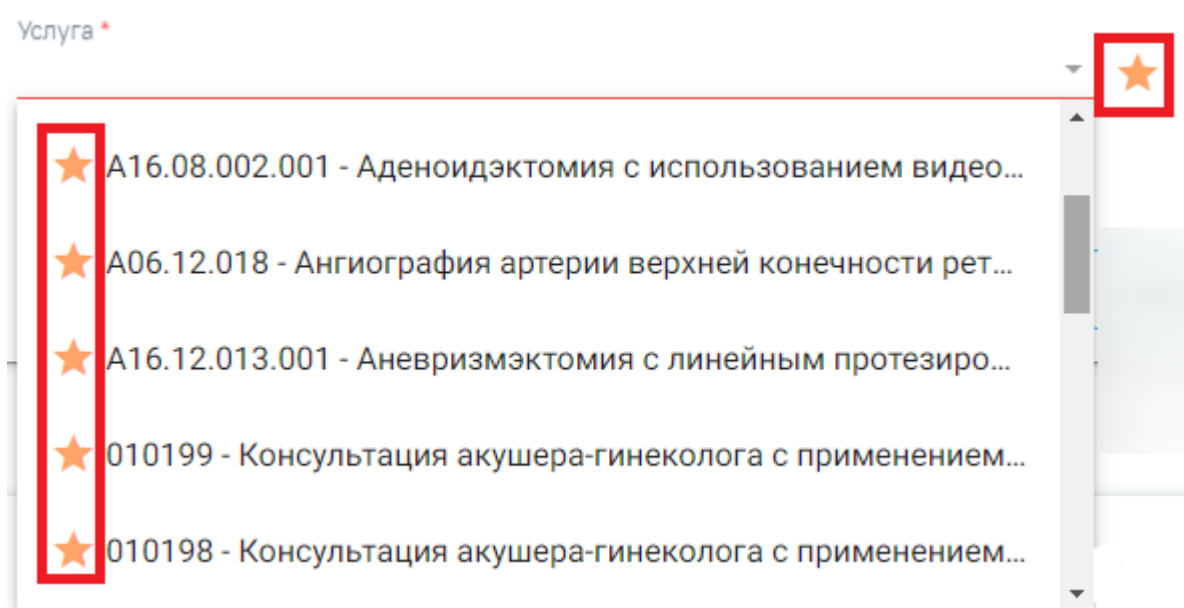 Услуга *
A16.08.002.001 - Аденоидэктомия с использованием видео...
A06.12.018 - Ангиография артерии верхней конечности рет...
A16.12.013.001 - Аневризмэктомия с линейным протезиро...
010199 - Консультация акушера-гинеколога с применением...
010198 - Консультация акушера-гинеколога с применением...